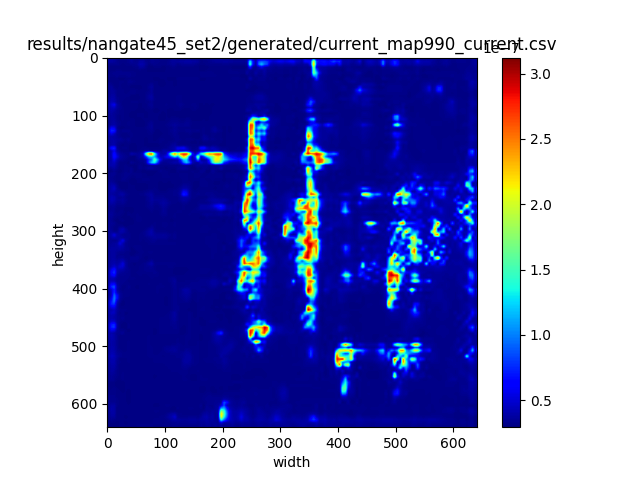 results/nangate45_set2/generated/current_map990_current.csv
1e−7
0
100
200
300
400
500
600
height
0 100 200 300 400 500 600
width
3.0
2.5
2.0
1.5
1.0
0.5